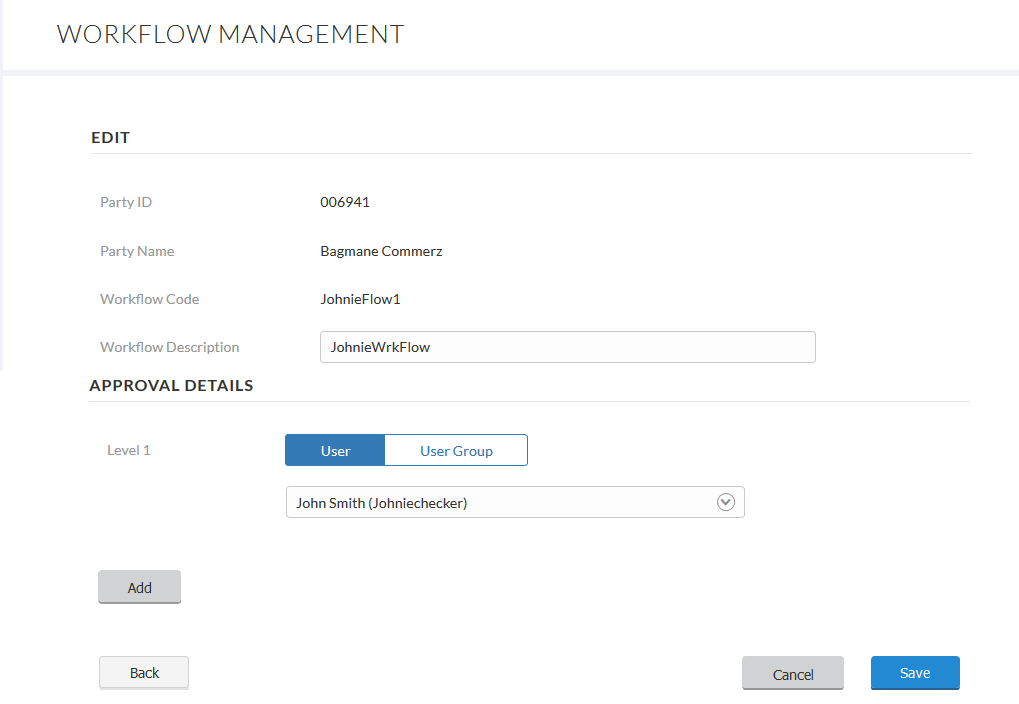 WORKFLOW MANAGEMENT
EDIT
Party ID 006941
Party Name Bagmane Commerz
Workflow Code JohnieFlow1
Workflow Description JohnieWrkFlow
APPROVAL DETAILS
Level 1 User User Group
John Smith (Johniechecker)
Add
Back Cancel Save